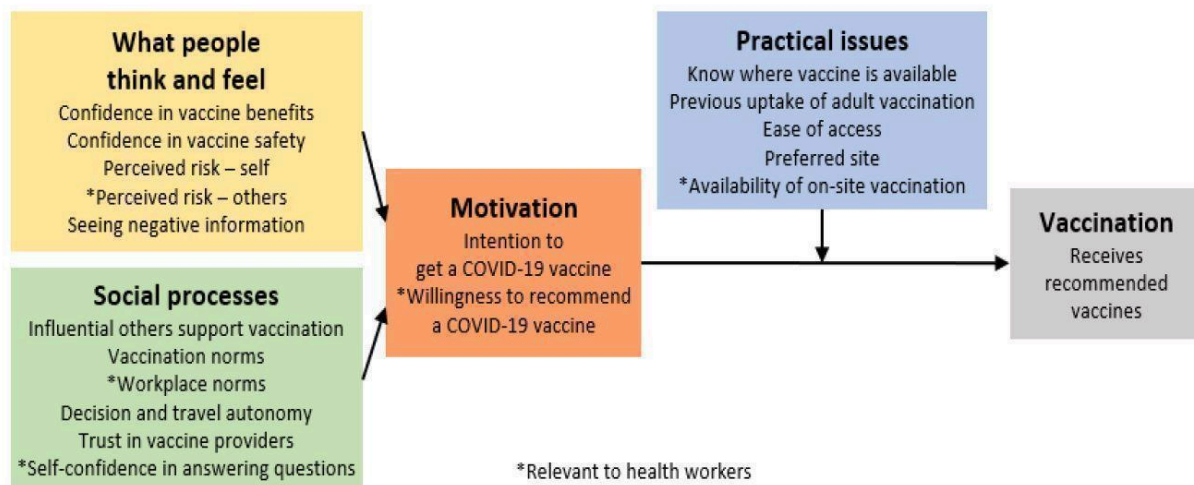 What people
think and feel
Confidence in vaccine benefits
Confidence in vaccine safety
Perceived risk – self
*Perceived risk – others
Seeing negative information
Social processes
Influential others support vaccination
Vaccination norms
*Workplace norms
Decision and travel autonomy
Trust in vaccine providers
*Self-confidence in answering questions
Motivation
Intention to
get a COVID-19 vaccine
*Willingness to recommend
a COVID-19 vaccine
Practical issues
Know where vaccine is available
Previous uptake of adult vaccination
Ease of access
Preferred site
*Availability of on-site vaccination
Vaccination
Receives
recommended
vaccines
*Relevant to health workers